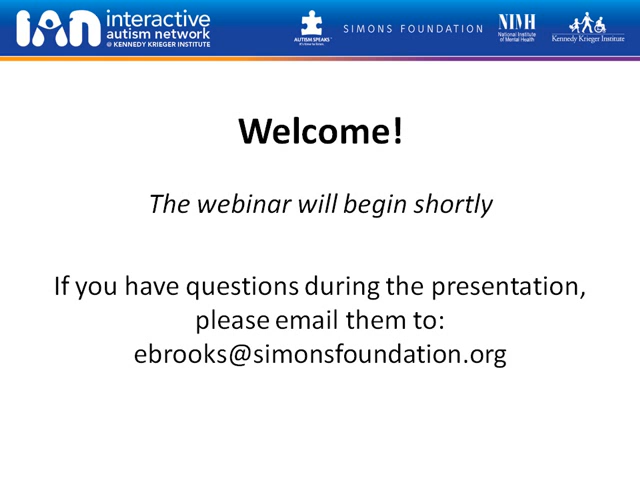 IAN interactive
autism network
@ KENNEDY KRIEGER INSTITUTE
AUTISM SPEAKS
SIMONS FOUNDATION
NIMH
National Institute
of Mental Health
Kennedy Krieger Institute
Welcome!
The webinar will begin shortly
If you have questions during the presentation,
please email them to:
ebrooks@simonsfoundation.org